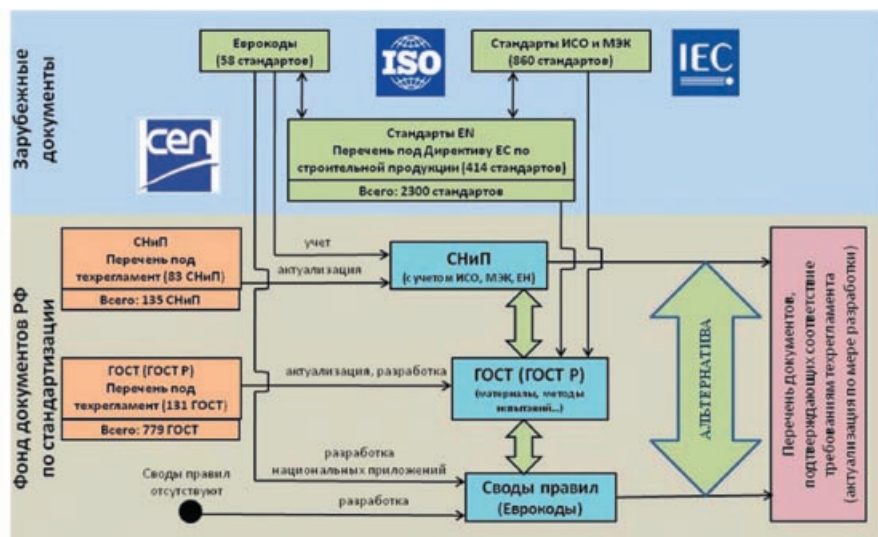 Зарубежные
документы
Еврокоды
(58 стандартов)
ISO
Стандарты ИСО и МЭК
(860 стандартов)
IEC
cen
Стандарты EN
Перечень под Директиву ЕС по
строительной продукции (414 стандартов)
Всего: 2300 стандартов
Фонд документов РФ
по стандартизации
СНиП
Перечень под
техрегламент (83 СНиП)
Всего: 135 СНиП
учет
актуализация
СНиП
(с учетом ИСО, МЭК, ЕН)
ГОСТ (ГОСТ Р)
Перечень под
техрегламент (131 ГОСТ)
Всего: 779 ГОСТ
актуализация, разработка
ГОСТ (ГОСТ Р)
(материалы, методы
испытаний...)
АЛЬТЕРНАТИВА
Перечень документов,
подтверждающих соответствие
требованиям техрегламента
(актуализация по мере разработки)
Своды правил
отсутствуют
разработка
национальных приложений
разработка
Своды правил
(Еврокоды)